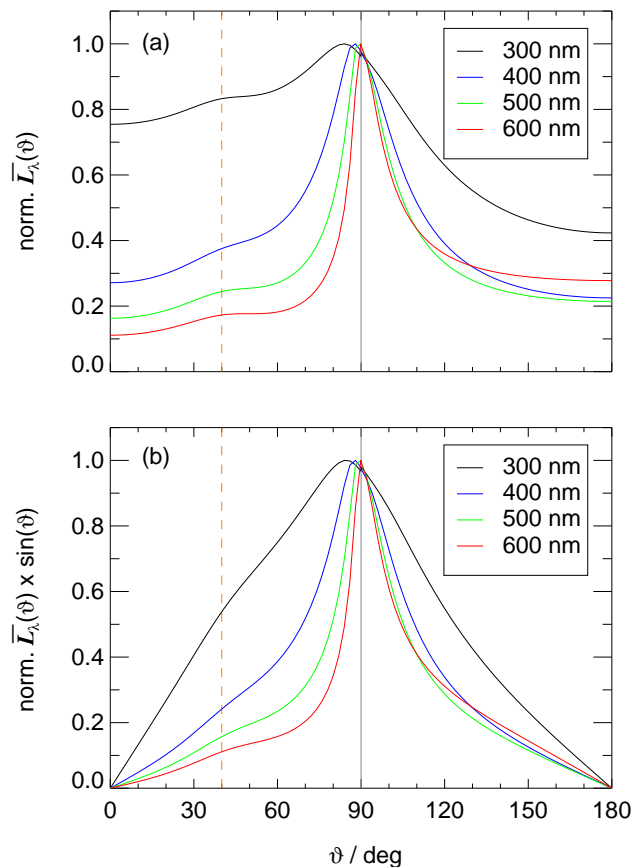 (a)
300 nm
400 nm
500 nm
600 nm
norm. L̅λ(ϑ)
1.0
0.8
0.6
0.4
0.2
0.0
(b)
300 nm
400 nm
500 nm
600 nm
norm. L̅λ(ϑ) x sin(ϑ)
1.0
0.8
0.6
0.4
0.2
0.0
0 30 60 90 120 150 180
ϑ / deg